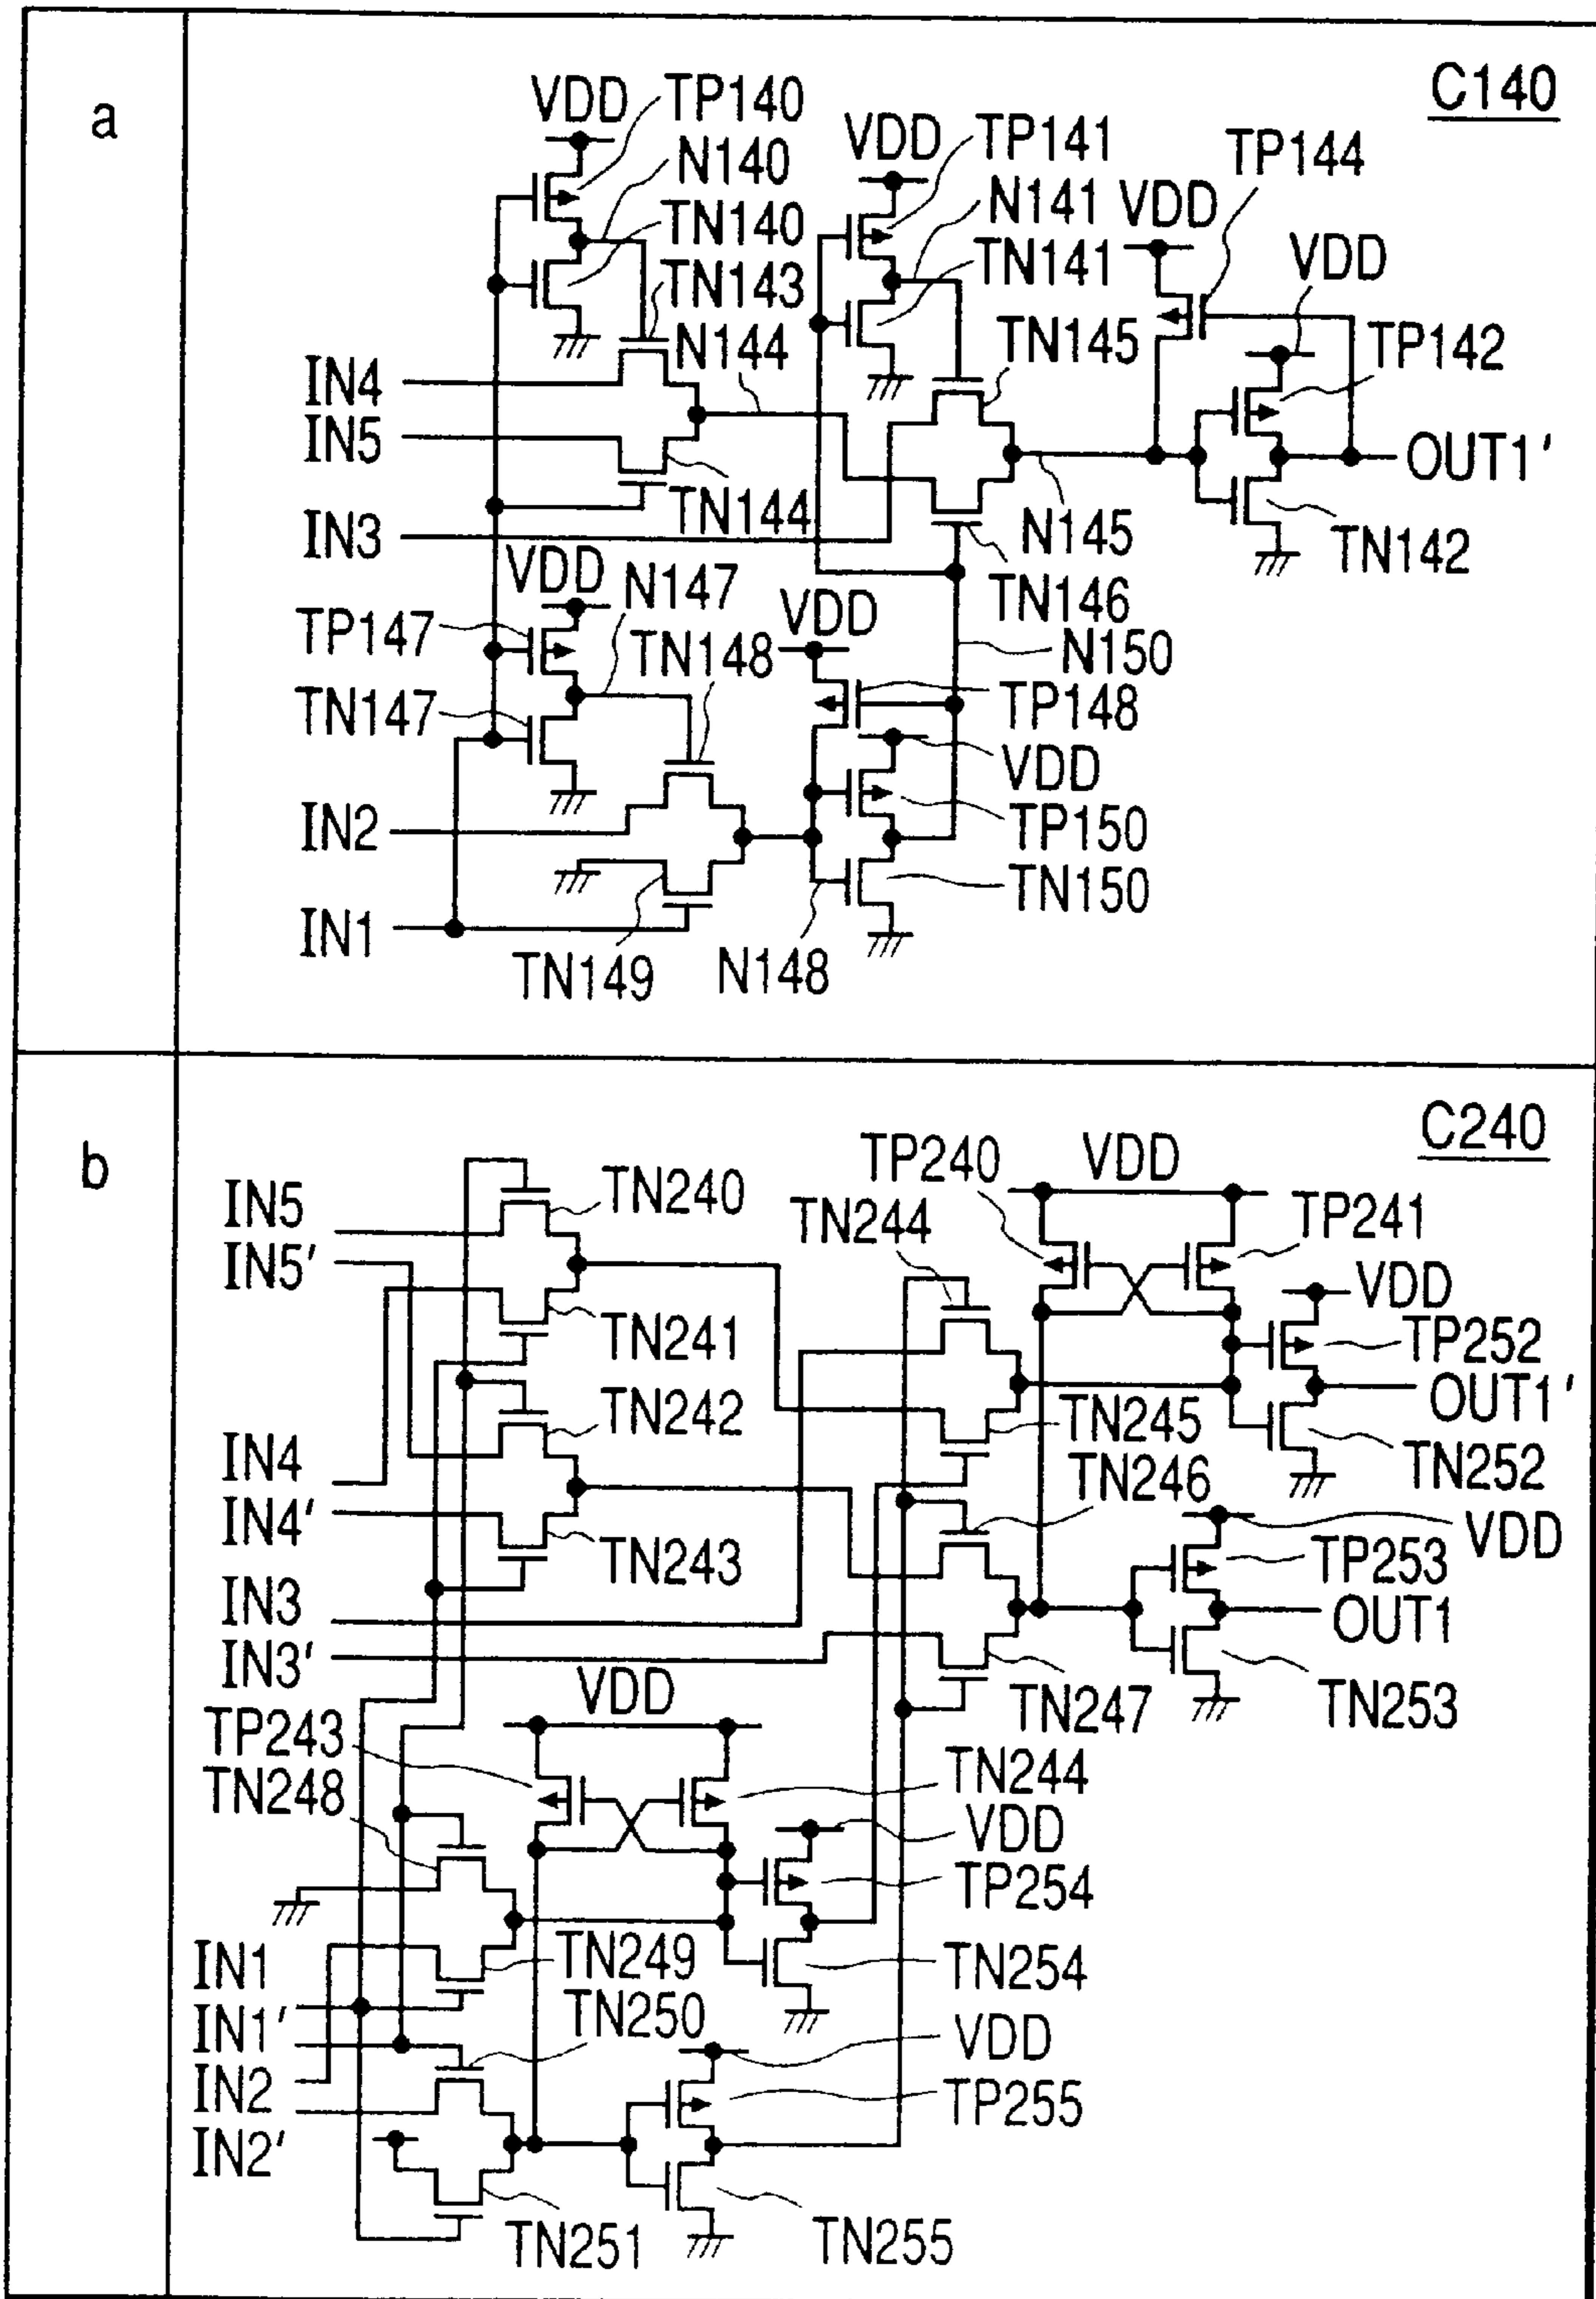 a
C140
VDD
TP140
N140
TN140
TN143
N144
VDD
TP141
N141
TN141
TN145
VDD
TP144
VDD
TP142
IN4
IN5
IN3
TN144
OUT1'
N145
TN142
TN146
VDD
N147
TP147
TN148
VDD
N150
TN147
TP148
VDD
TP150
IN2
TN150
IN1
TN149
N148
b
C240
TP240
VDD
IN5
TN240
TN244
TP241
IN5'
VDD
TN241
TP252
TN242
OUT1'
TN245
IN4
TN246
TN252
IN4'
VDD
TN243
TP253
IN3
OUT1
IN3'
VDD
TN247
TN253
TP243
TN244
TN248
VDD
TP254
IN1
TN249
TN254
IN1'
TN250
VDD
IN2
TP255
IN2'
TN251
TN255